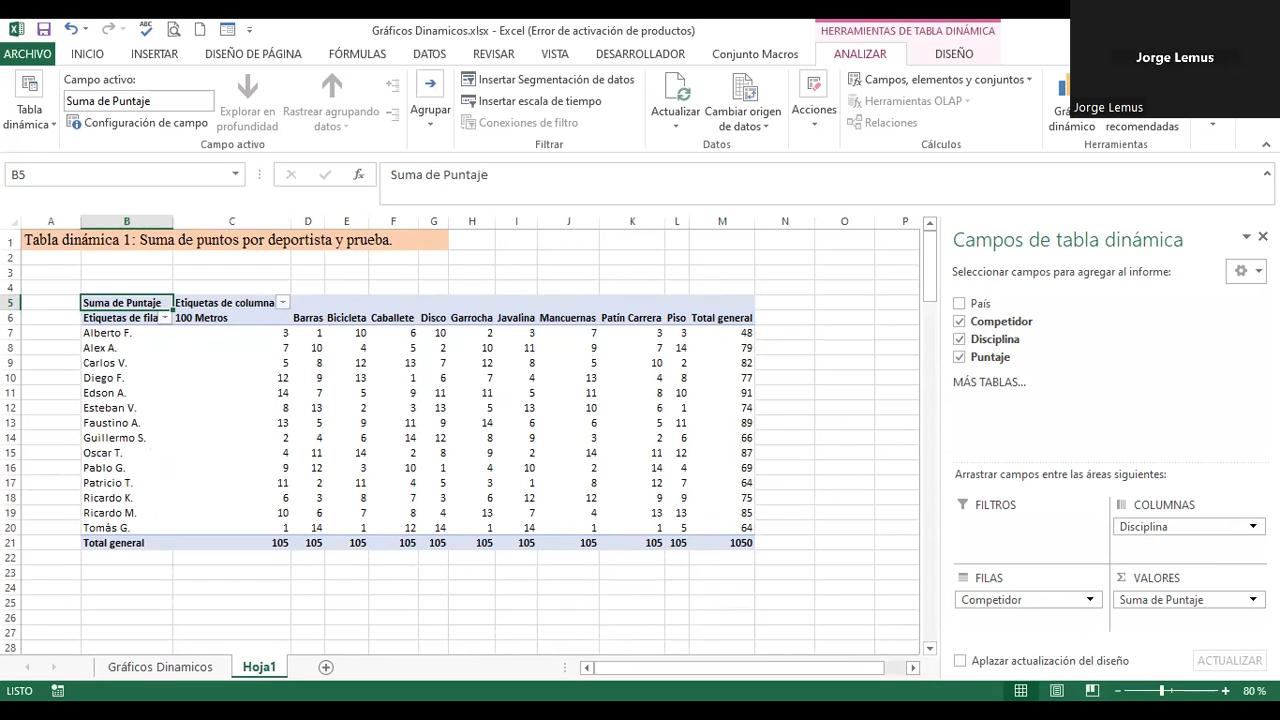 Gráficos Dinamicos.xlsx - Excel (Error de activación de productos)
HERRAMIENTAS DE TABLA DINÁMICA
ARCHIVO INICIO INSERTAR DISEÑO DE PÁGINA FÓRMULAS DATOS REVISAR VISTA DESARROLLADOR Conjunto Macros ANALIZAR DISEÑO
Jorge Lemus
Jorge Lemus
Tabla
dinámica
Campo activo:
Suma de Puntaje
Configuración de campo
Explorar en
profundidad
Rastrear agrupando
datos
Campo activo
Agrupar
Insertar Segmentación de datos
Insertar escala de tiempo
Conexiones de filtro
Filtrar
Actualizar
Cambiar origen
de datos
Datos
Acciones
Campos, elementos y conjuntos
Herramientas OLAP
Relaciones
Cálculos
Grá
dinámico
recomendadas
Herramientas
B5
fx
Suma de Puntaje
A B C D E F G H I J K L M N O P
1 Tabla dinámica 1: Suma de puntos por deportista y prueba.
2
3
4
5 Suma de Puntaje Etiquetas de columna
6 Etiquetas de fila 100 Metros Barras Bicicleta Caballete Disco Garrocha Javalina Mancuernas Patín Carrera Piso Total general
7 Alberto F. 3 1 10 6 10 2 3 7 3 3 48
8 Alex A. 7 10 4 5 2 10 11 9 7 14 79
9 Carlos V. 5 8 12 13 7 12 8 5 10 2 82
10 Diego F. 12 9 13 1 6 7 4 13 4 8 77
11 Edson A. 14 7 5 9 11 11 5 11 8 10 91
12 Esteban V. 8 13 2 3 13 5 13 10 6 1 74
13 Faustino A. 13 5 9 11 9 14 6 6 5 11 89
14 Guillermo S. 2 4 6 14 12 8 9 3 2 6 66
15 Oscar T. 4 11 14 2 8 9 2 14 11 12 87
16 Pablo G. 9 12 3 10 1 4 10 2 14 4 69
17 Patricio T. 11 2 11 4 5 3 1 8 12 7 64
18 Ricardo K. 6 3 8 7 3 6 12 12 9 9 75
19 Ricardo M. 10 6 7 8 4 13 7 4 13 13 85
20 Tomás G. 1 14 1 12 14 1 14 1 1 5 64
21 Total general 105 105 105 105 105 105 105 105 105 105 1050
22
23
24
25
26
27
28
Campos de tabla dinámica
Seleccionar campos para agregar al informe:
País
Competidor
Disciplina
Puntaje
MÁS TABLAS...
Arrastrar campos entre las áreas siguientes:
FILTROS
COLUMNAS
Disciplina
FILAS
Competidor
VALORES
Suma de Puntaje
Aplazar actualización del diseño
ACTUALIZAR
Gráficos Dinamicos Hoja1
LISTO
80 %